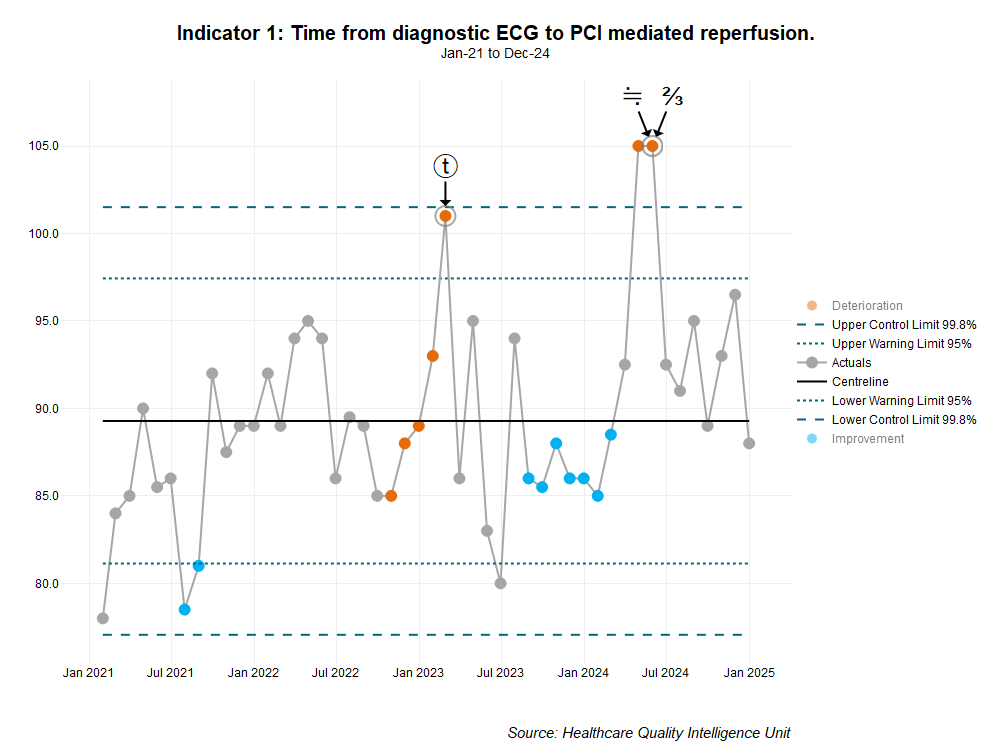 Indicator 1: Time from diagnostic ECG to PCI mediated reperfusion.
Jan-21 to Dec-24
≒ ⅔
105.0
ⓣ
100.0
95.0
90.0
85.0
80.0
Jan 2021 Jul 2021 Jan 2022 Jul 2022 Jan 2023 Jul 2023 Jan 2024 Jul 2024 Jan 2025
Deterioration
Upper Control Limit 99.8%
Upper Warning Limit 95%
Actuals
Centreline
Lower Warning Limit 95%
Lower Control Limit 99.8%
Improvement
Source: Healthcare Quality Intelligence Unit